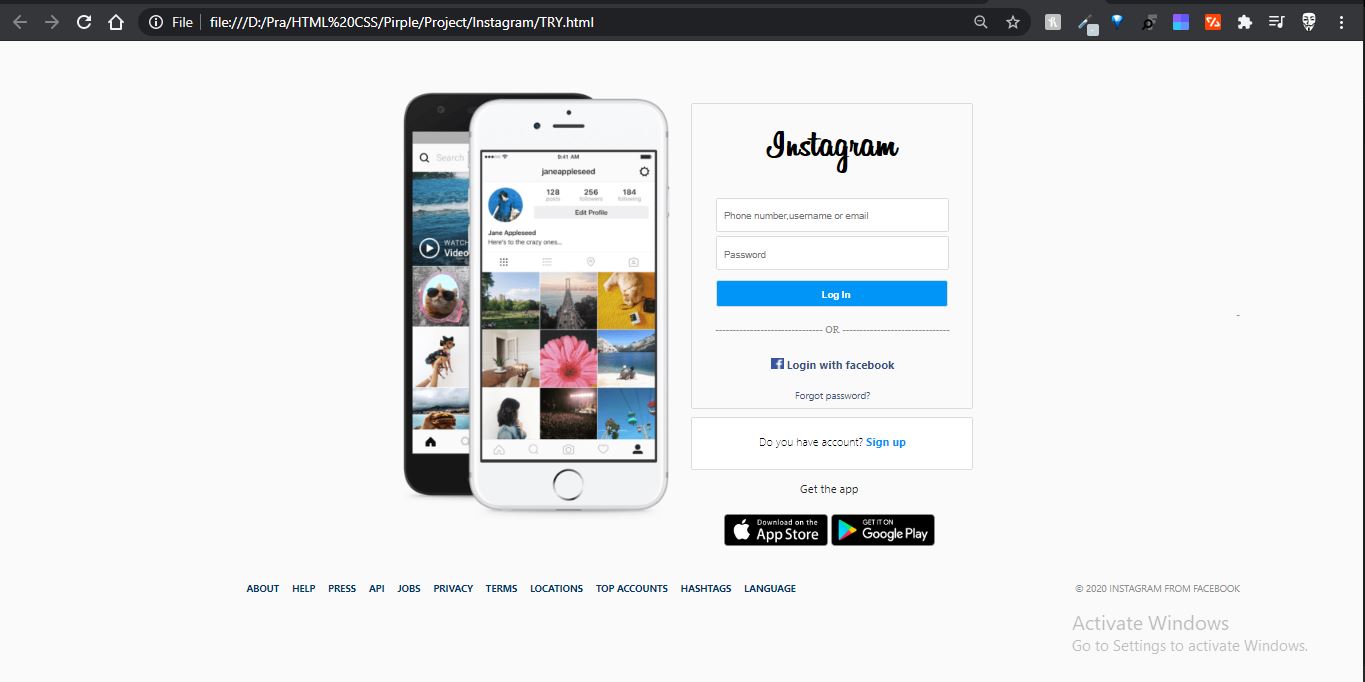 File file:///D:/Pra/HTML%20CSS/Pirple/Project/Instagram/TRY.html
Search
WATCH
Video
9:41 AM
janeappleseed
128 256 184
posts followers following
Edit Profile
Jane Appleseed
Here's to the crazy ones...
Instagram
Phone number,username or email
Password
Log In
------------------------------- OR -------------------------------
Login with facebook
Forgot password?
Do you have account? Sign up
Get the app
Download on the
App Store
GET IT ON
Google Play
-
ABOUT HELP PRESS API JOBS PRIVACY TERMS LOCATIONS TOP ACCOUNTS HASHTAGS LANGUAGE
© 2020 INSTAGRAM FROM FACEBOOK
Activate Windows
Go to Settings to activate Windows.